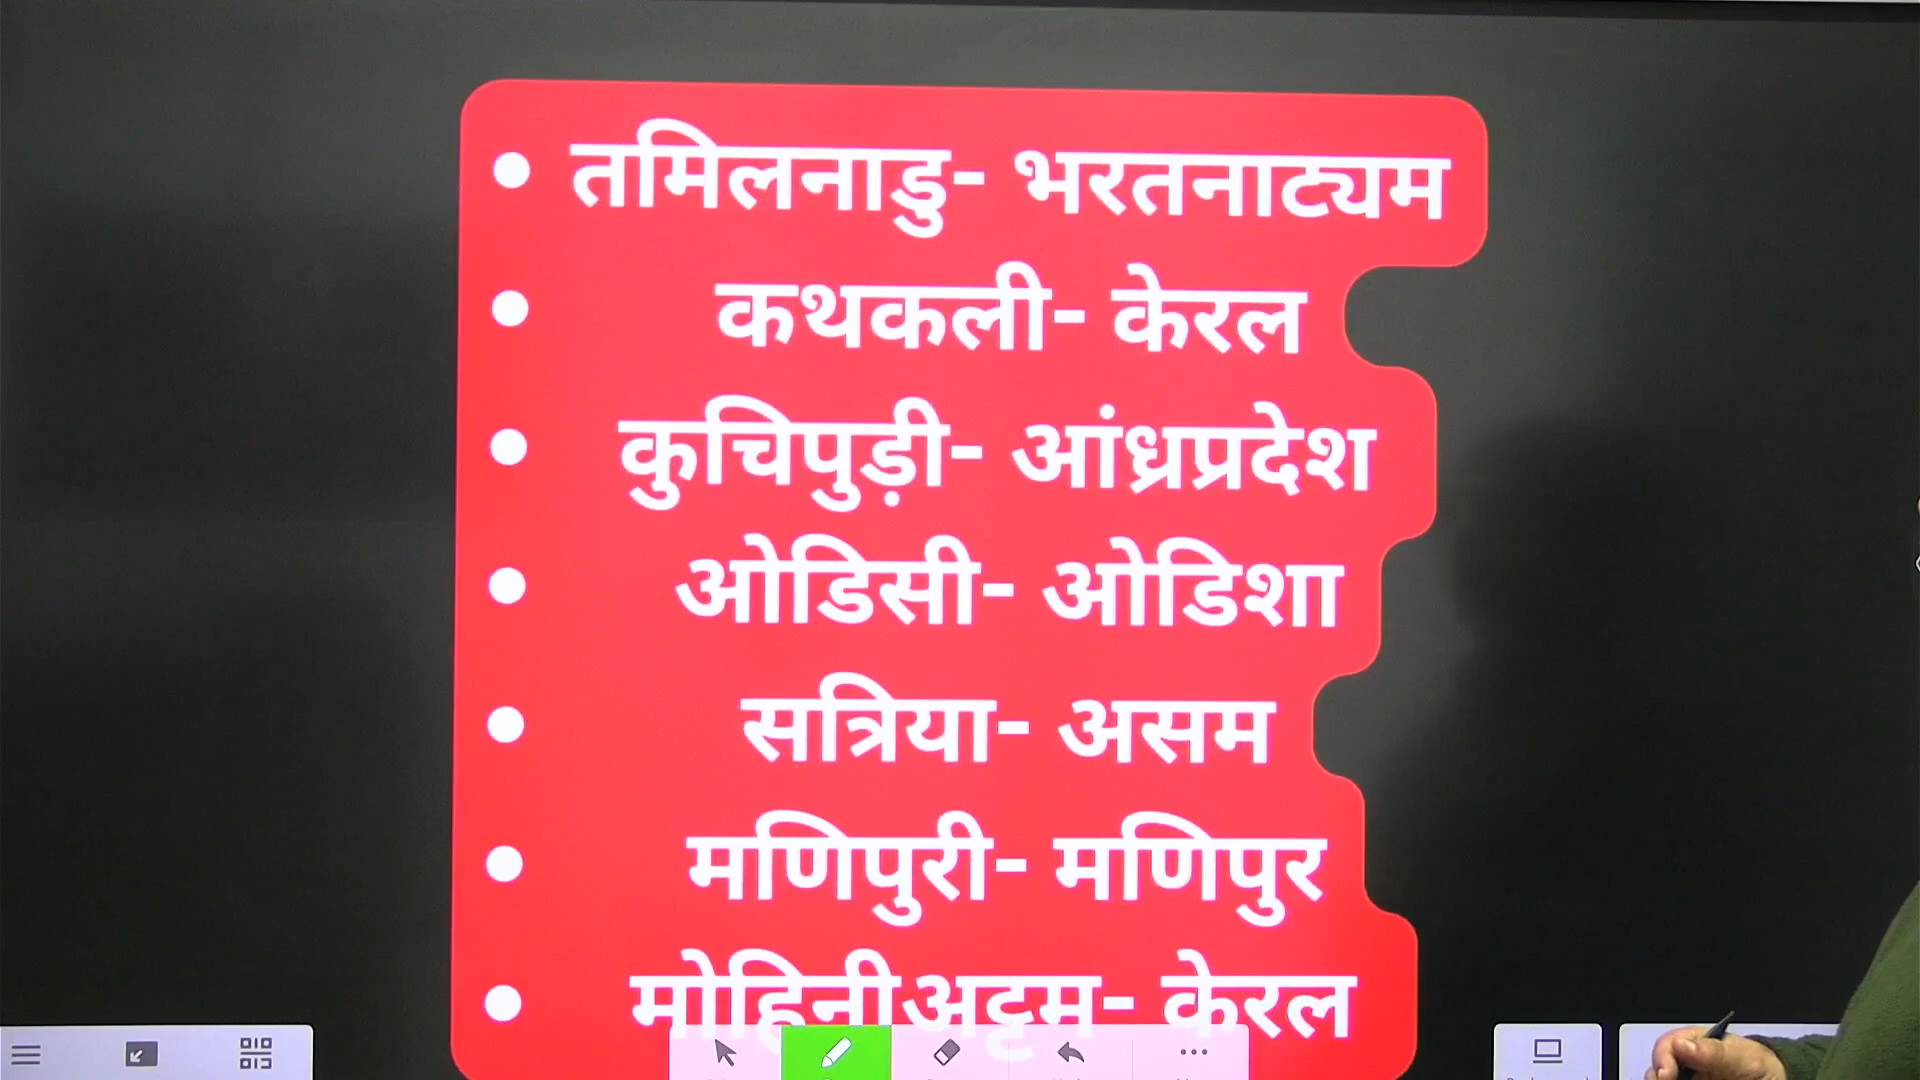 • तमिलनाडु- भरतनाट्यम
• कथकली- केरल
• कुचिपुड़ी- आंध्रप्रदेश
• ओडिसी- ओडिशा
• सत्रिया- असम
• मणिपुरी- मणिपुर
• मोहिनीअट्टम- केरल